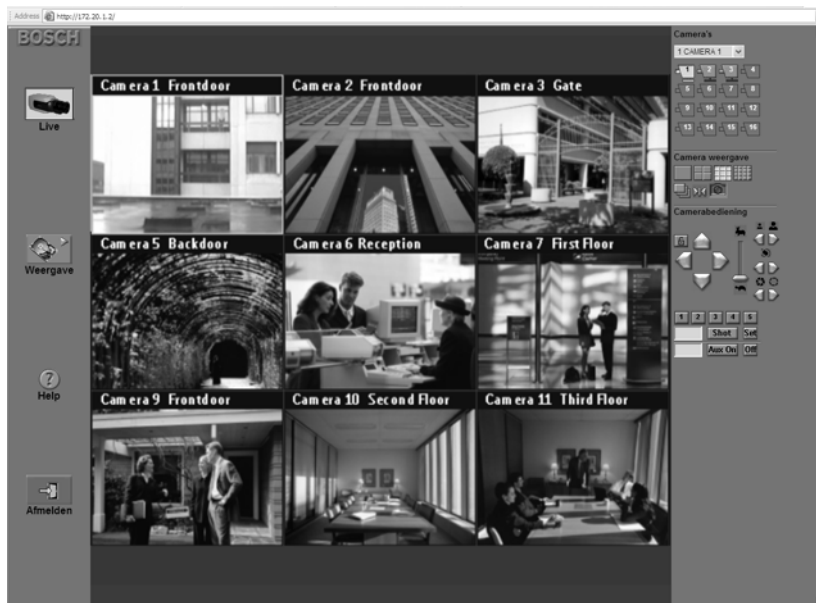 Address http://172.20.1.2/
BOSCH
Live
Weergave
Help
Afmelden
Camera 1 Frontdoor
Camera 2 Frontdoor
Camera 3 Gate
Camera 5 Backdoor
Camera 6 Reception
Camera 7 First Floor
Camera 9 Frontdoor
Camera 10 Second Floor
Camera 11 Third Floor
Camera's
1 CAMERA 1
1 2 3 4
5 6 7 8
9 10 11 12
13 14 15 16
Camera weergave
Camerabediening
1 2 3 4 5
Shot Set
Aux On Off